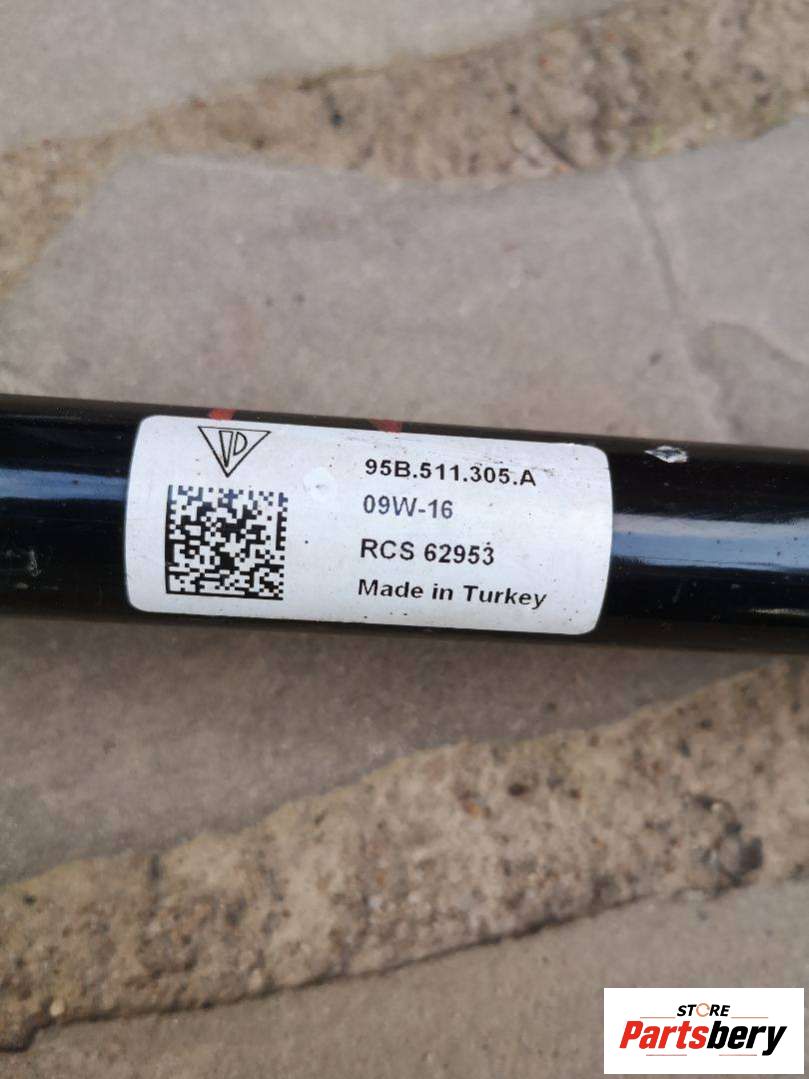 95B.511.305.A
09W-16
RCS 62953
Made in Turkey
STORE
Partsbery